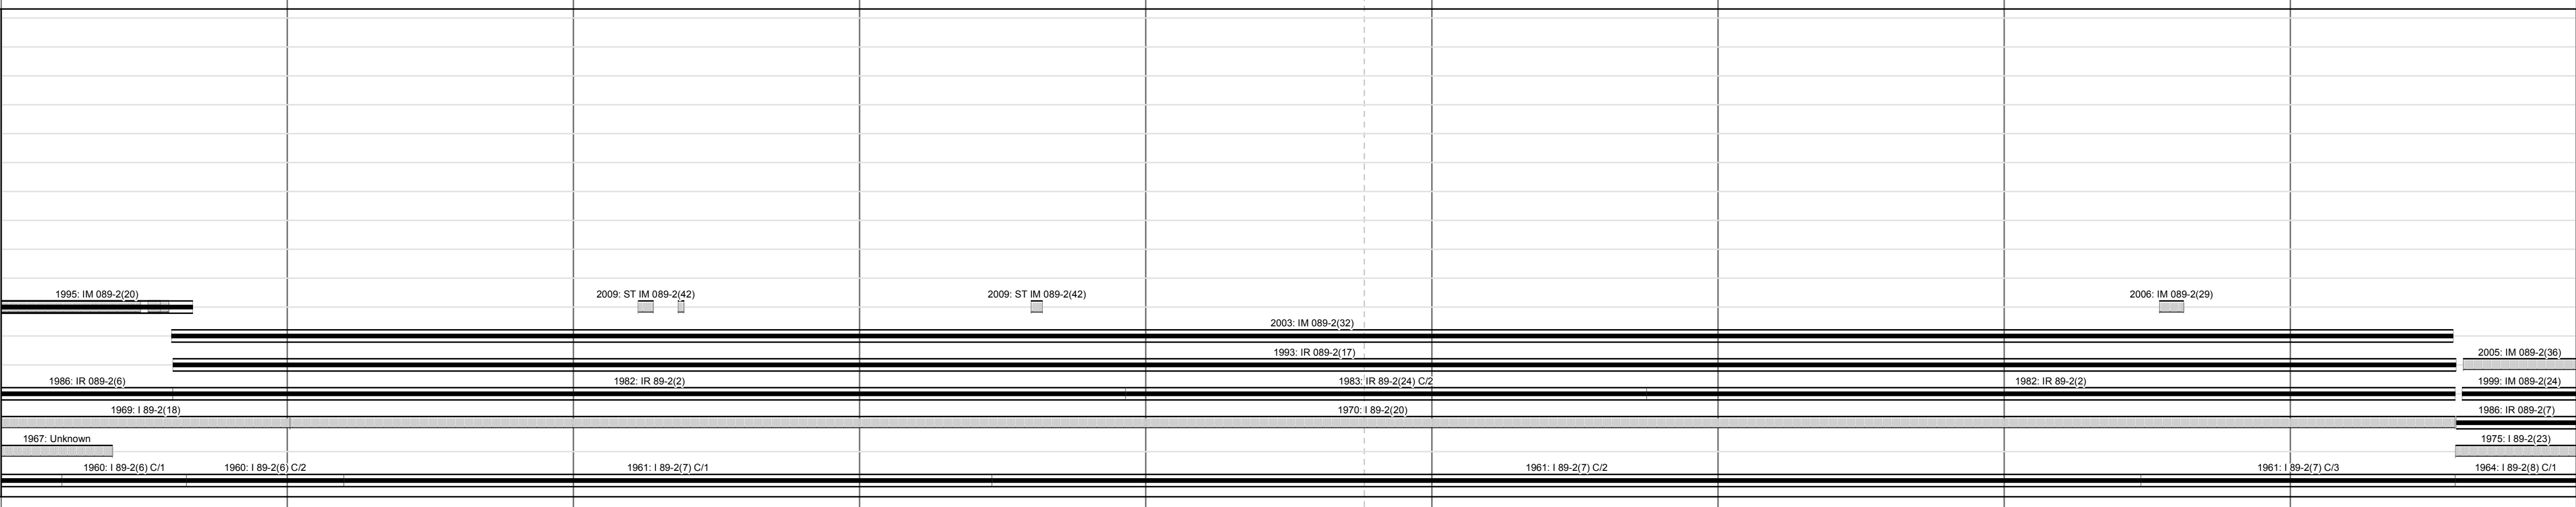 1995: IM 089-2(20) 2009: ST IM 089-2(42) 2009: ST IM 089-2(42) 2006: IM 089-2(29)
2003: IM 089-2(32)
1993: IR 089-2(17) 2005: IM 089-2(36)
1986: IR 089-2(6) 1982: IR 89-2(2) 1983: IR 89-2(24) C/2 1982: IR 89-2(2) 1999: IM 089-2(24)
1969: I 89-2(18) 1970: I 89-2(20) 1986: IR 089-2(7)
1967: Unknown 1975: I 89-2(23)
1960: I 89-2(6) C/1 1960: I 89-2(6) C/2 1961: I 89-2(7) C/1 1961: I 89-2(7) C/2 1961: I 89-2(7) C/3 1964: I 89-2(8) C/1